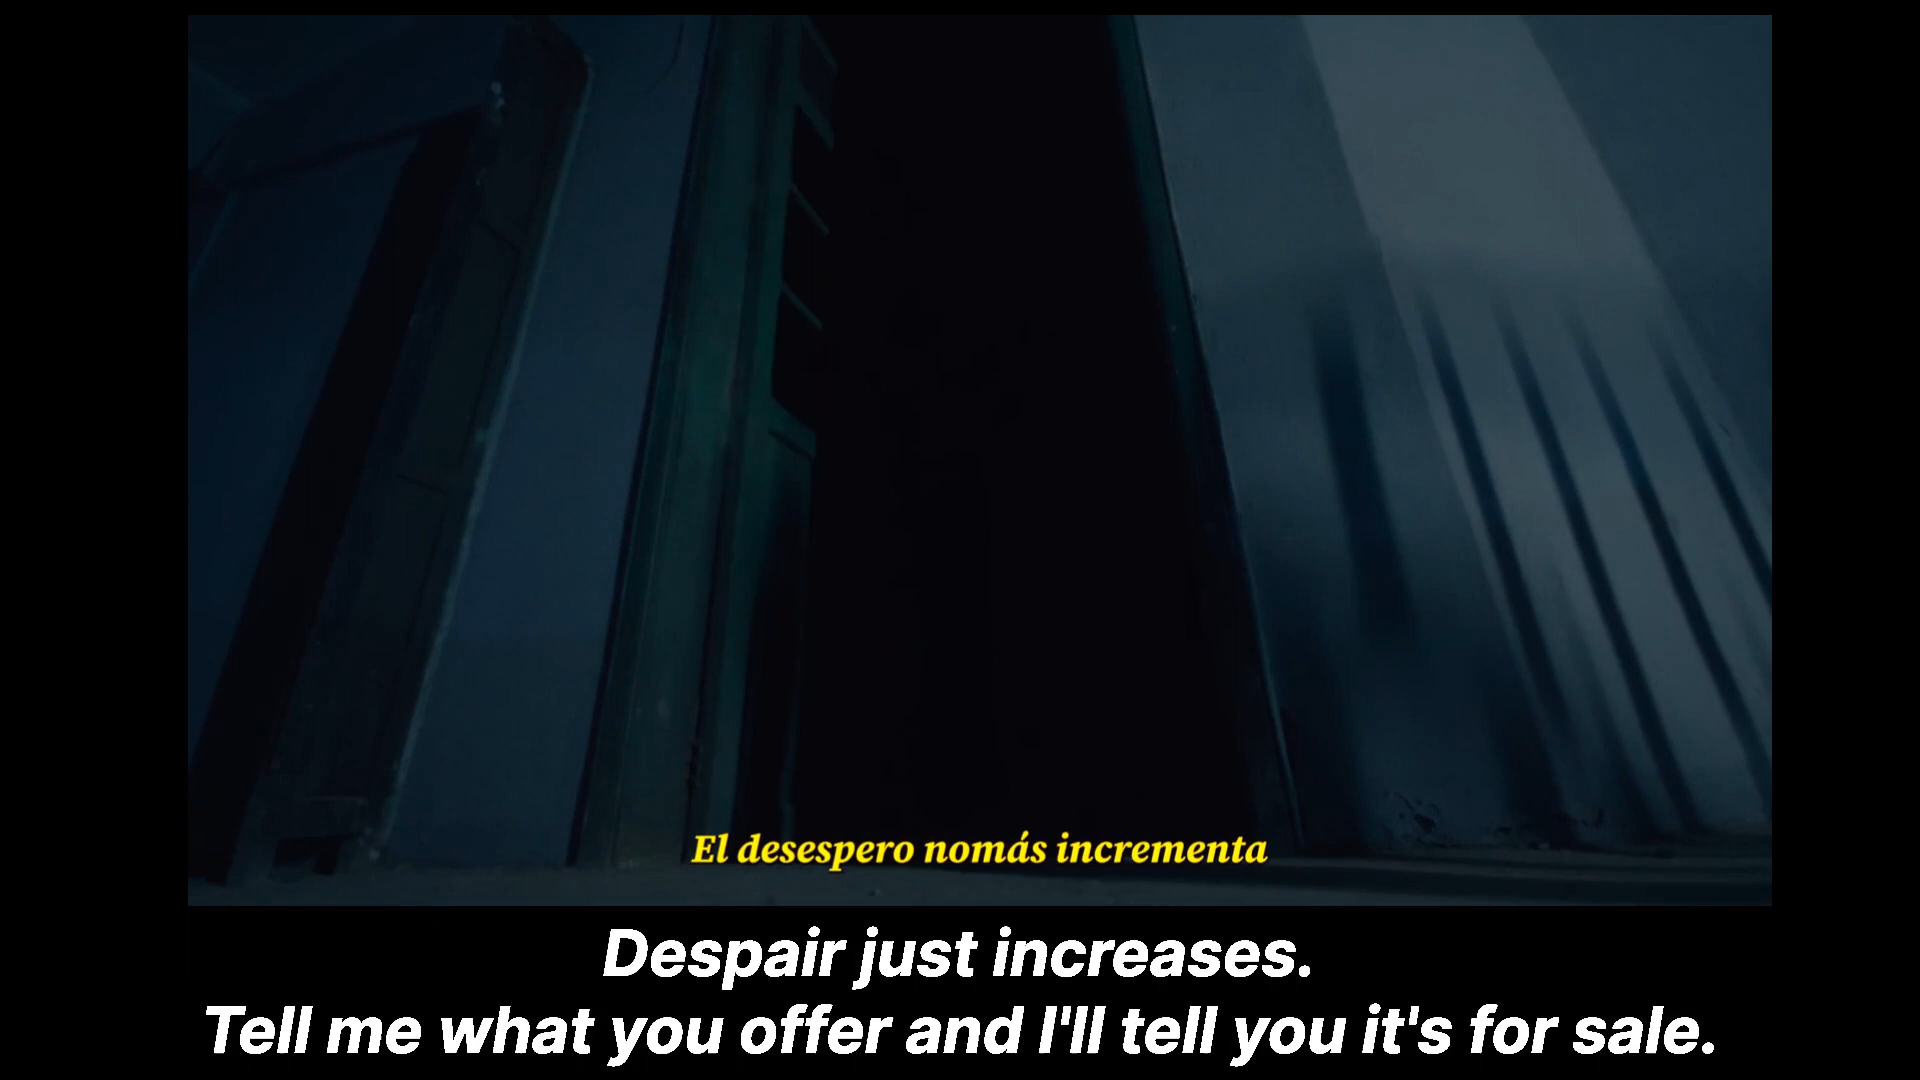 El desespero nomás incrementa
Despair just increases.
Tell me what you offer and I'll tell you it's for sale.